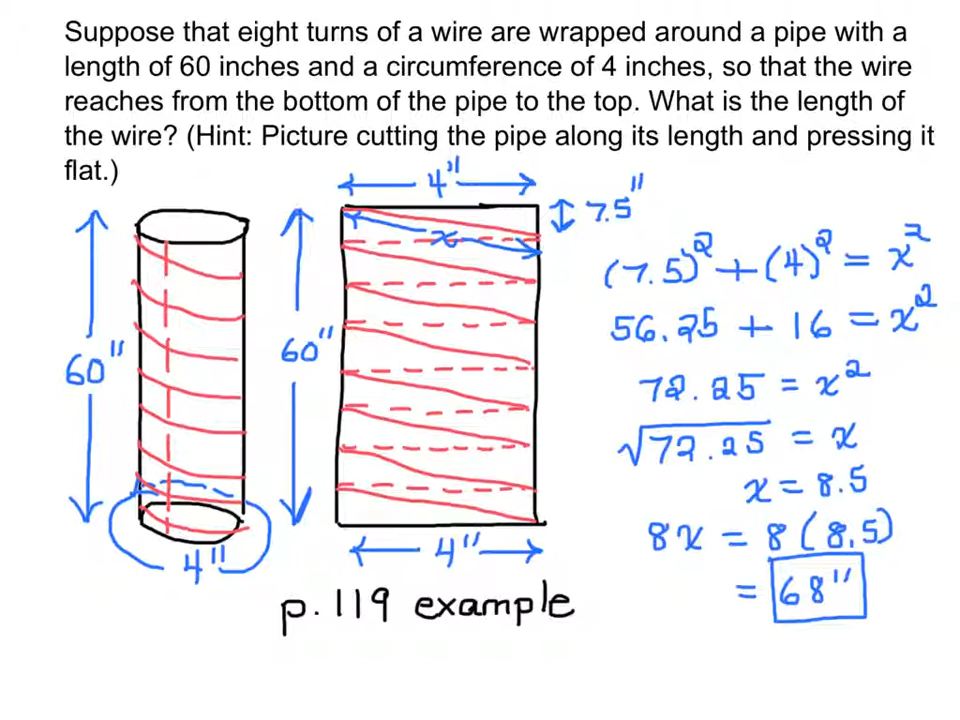 Suppose that eight turns of a wire are wrapped around a pipe with a
length of 60 inches and a circumference of 4 inches, so that the wire
reaches from the bottom of the pipe to the top. What is the length of
the wire? (Hint: Picture cutting the pipe along its length and pressing it
flat.)
4"
7.5"
x
(7.5)² + (4)² = x²
56.25 + 16 = x²
60"
60"
72.25 = x²
√72.25 = x
x = 8.5
8x = 8(8.5)
4"
4"
= 68"
p. 119 example